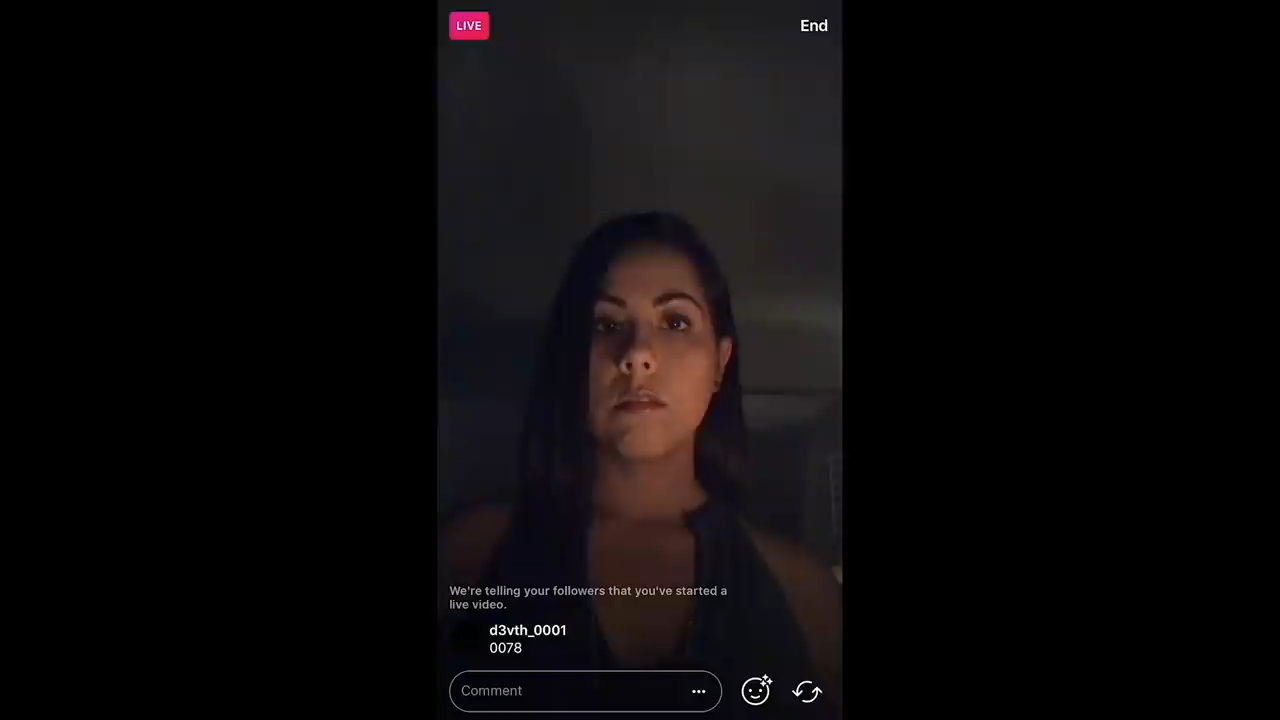 LIVE
End
We're telling your followers that you've started a
live video.
d3vth_0001
0078
Comment